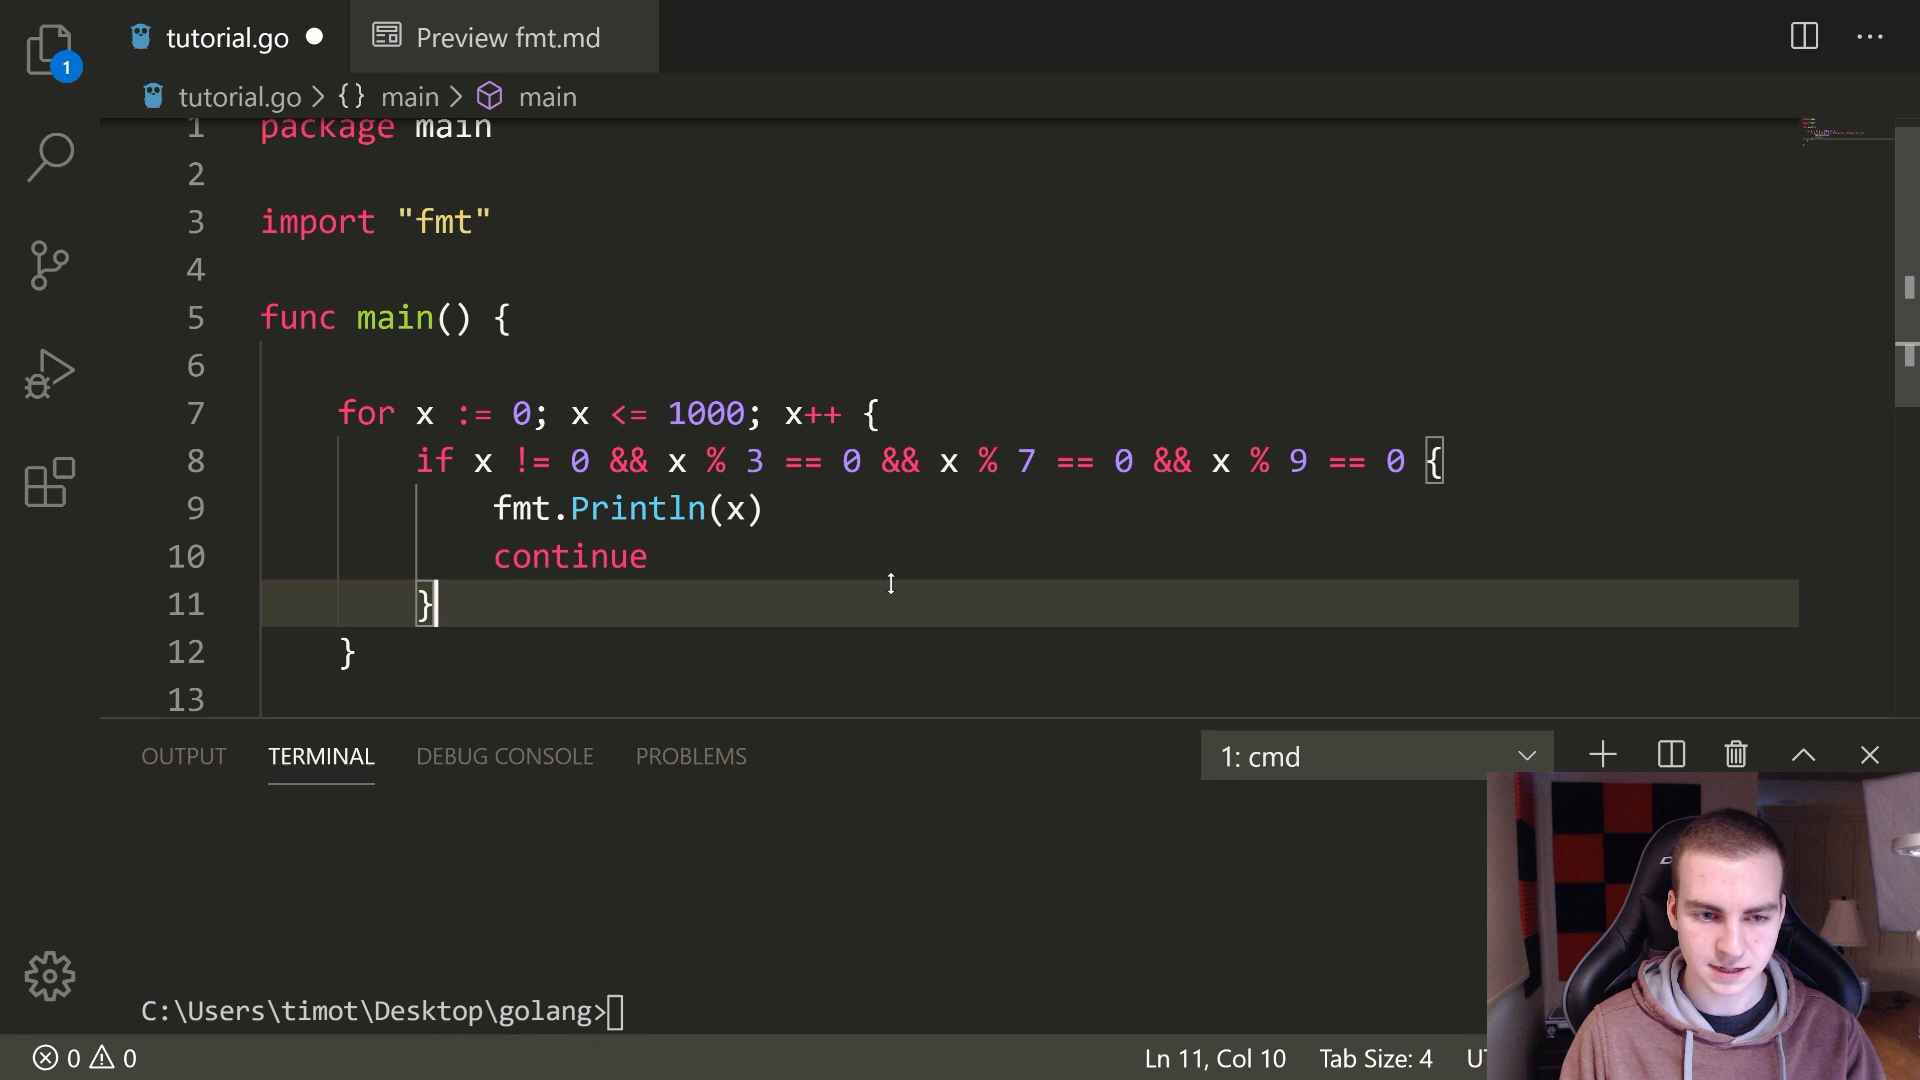 tutorial.go
Preview fmt.md
1
tutorial.go > {} main > main
1 package main
2
3 import "fmt"
4
5 func main() {
6
7 for x := 0; x <= 1000; x++ {
8 if x != 0 && x % 3 == 0 && x % 7 == 0 && x % 9 == 0 {
9 fmt.Println(x)
10 continue
11 }
12 }
13
OUTPUT TERMINAL DEBUG CONSOLE PROBLEMS 1: cmd
C:\Users\timot\Desktop\golang>
0 0 Ln 11, Col 10 Tab Size: 4